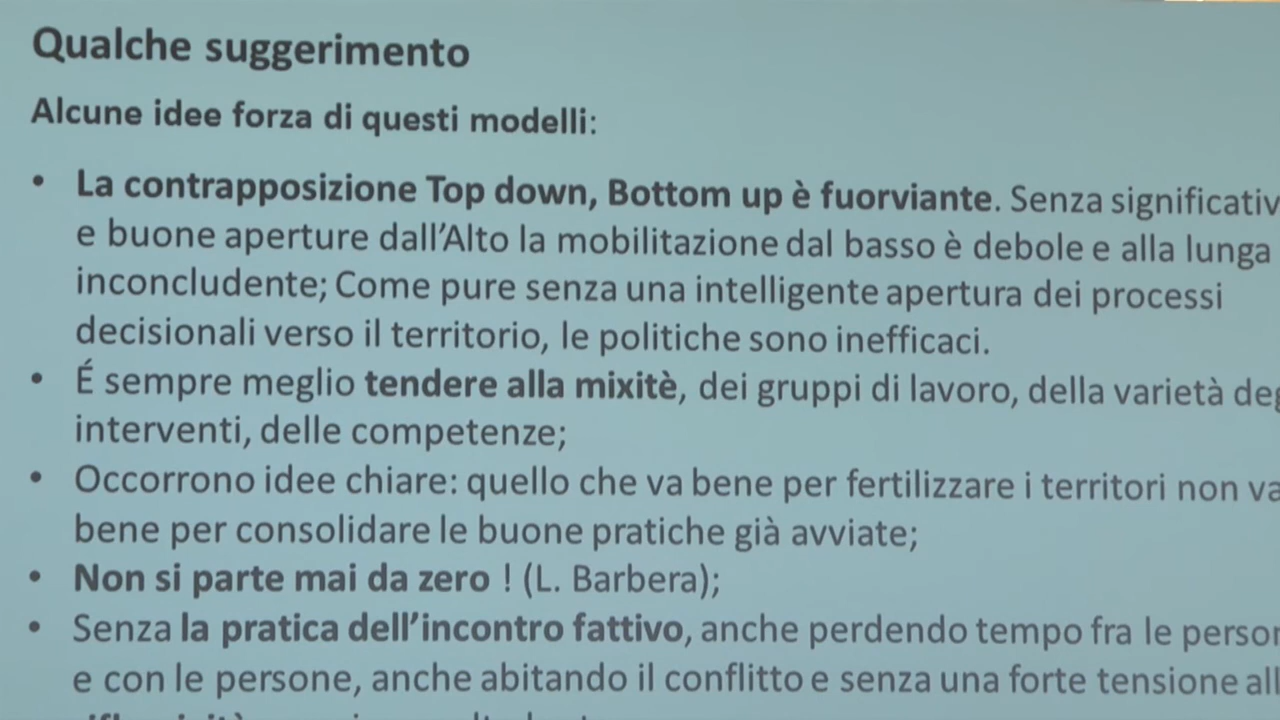 Qualche suggerimento
Alcune idee forza di questi modelli:
• La contrapposizione Top down, Bottom up è fuorviante. Senza
e buone aperture dall’Alto la mobilitazione dal basso è debole e alla lunga
inconcludente; Come pure senza una intelligente apertura dei processi
decisionali verso il territorio, le politiche sono inefficaci.
• É sempre meglio tendere alla mixitè, dei gruppi di lavoro, della varietà
interventi, delle competenze;
• Occorrono idee chiare: quello che va bene per fertilizzare i territori non va
bene per consolidare le buone pratiche già avviate;
• Non si parte mai da zero ! (L. Barbera);
• Senza la pratica dell’incontro fattivo, anche perdendo tempo fra le
e con le persone, anche abitando il conflitto e senza una forte tensione